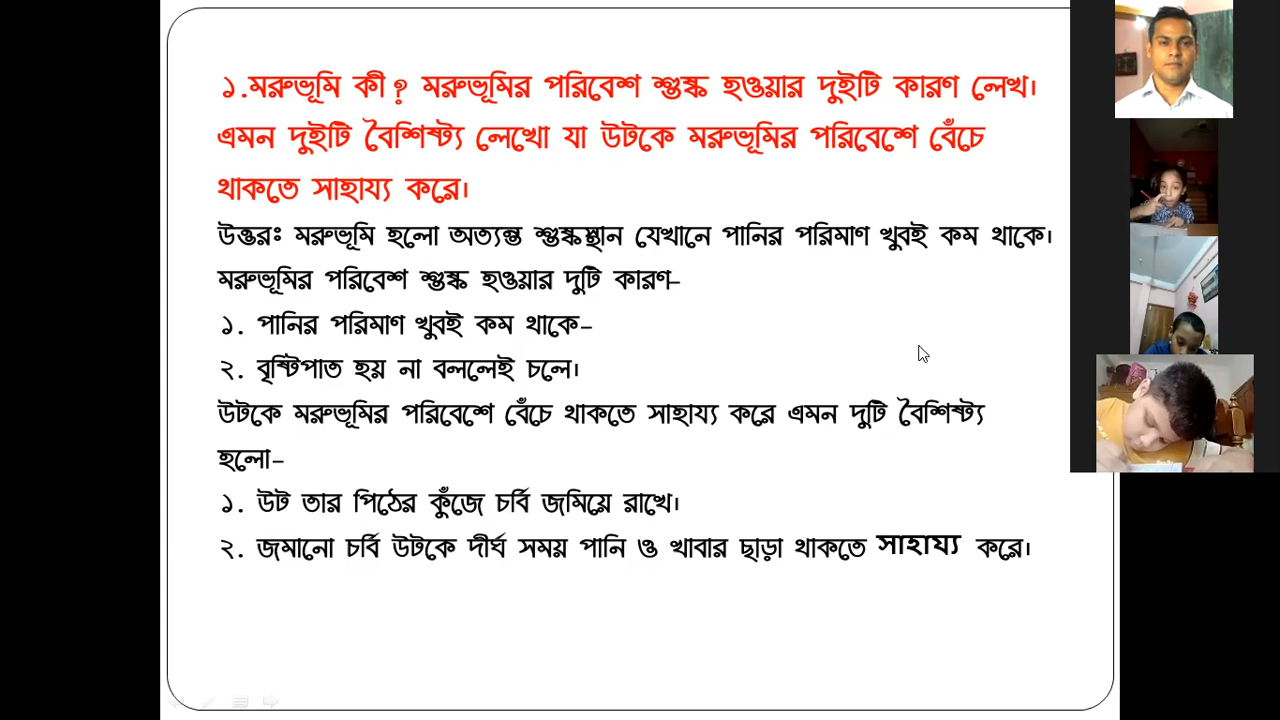 ১.মরুভূমি কী? মরুভূমির পরিবেশ শুষ্ক হওয়ার দুইটি কারণ লেখ।
এমন দুইটি বৈশিষ্ট্য লেখো যা উটকে মরুভূমির পরিবেশে বেঁচে
থাকতে সাহায্য করে।
উত্তরঃ মরুভূমি হলো অত্যন্ত শুষ্কস্থান যেখানে পানির পরিমাণ খুবই কম থাকে।
মরুভূমির পরিবেশ শুষ্ক হওয়ার দুটি কারণ-
১. পানির পরিমাণ খুবই কম থাকে-
২. বৃষ্টিপাত হয় না বললেই চলে।
উটকে মরুভূমির পরিবেশে বেঁচে থাকতে সাহায্য করে এমন দুটি বৈশিষ্ট্য
হলো-
১. উট তার পিঠের কুঁজে চর্বি জমিয়ে রাখে।
২. জমানো চর্বি উটকে দীর্ঘ সময় পানি ও খাবার ছাড়া থাকতে সাহায্য করে।